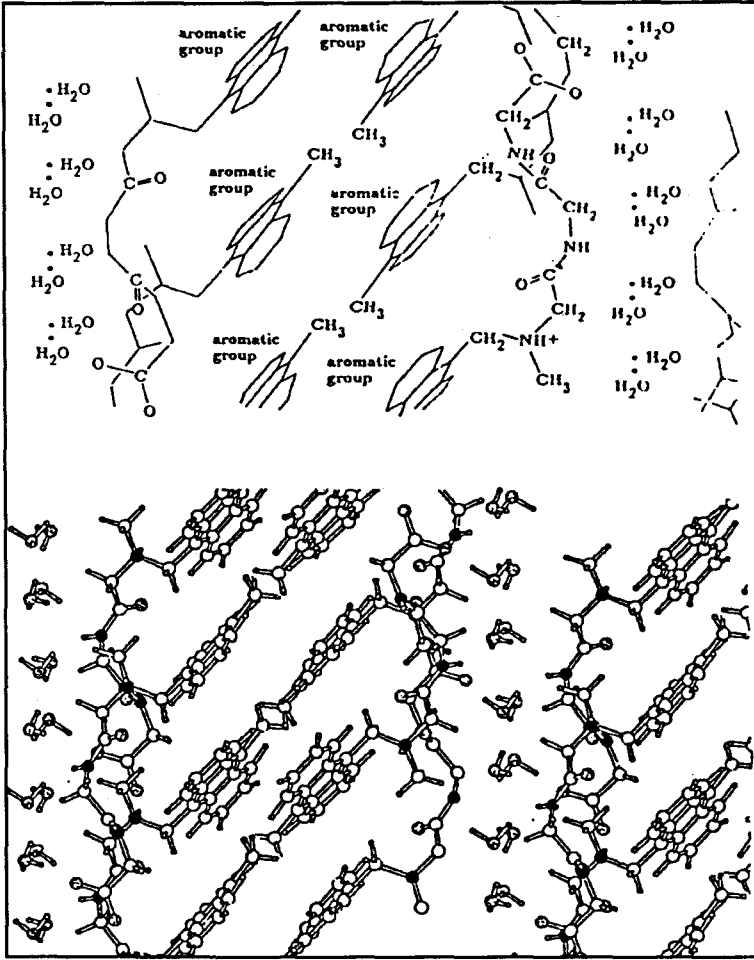 aromatic
group
aromatic
group
CH₂
H₂O
H₂O
O
C
O
H₂O
H₂O
CH₂
H₂O
H₂O
CH₃
NH
O
H₂O
H₂O
C
O
aromatic
group
aromatic
group
C
CH₂
CH₂
H₂O
H₂O
NH
H₂O
H₂O
C
O
O
C
H₂O
H₂O
CH₃
CH₂
H₂O
H₂O
aromatic
group
CH₃
CH₂
NH+
aromatic
group
H₂O
H₂O
O
C
O
CH₃